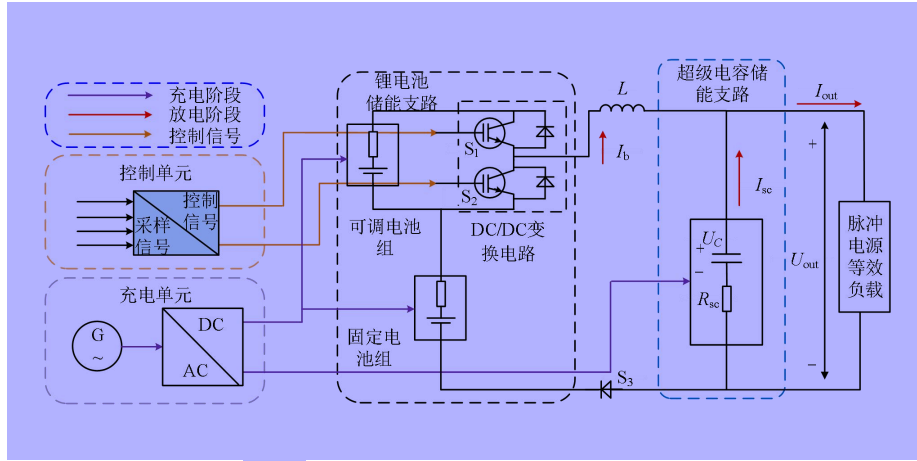 充电阶段
放电阶段
控制信号
控制单元
控制
信号
采样
信号
充电单元
G
~
DC
AC
锂电池
储能支路
S1
S2
可调电池
组
DC/DC变
换电路
固定电
池组
S3
L
Ib
超级电容储
能支路
Isc
+
UC
−
Rsc
Iout
+
Uout
−
脉冲
电源
等效
负载